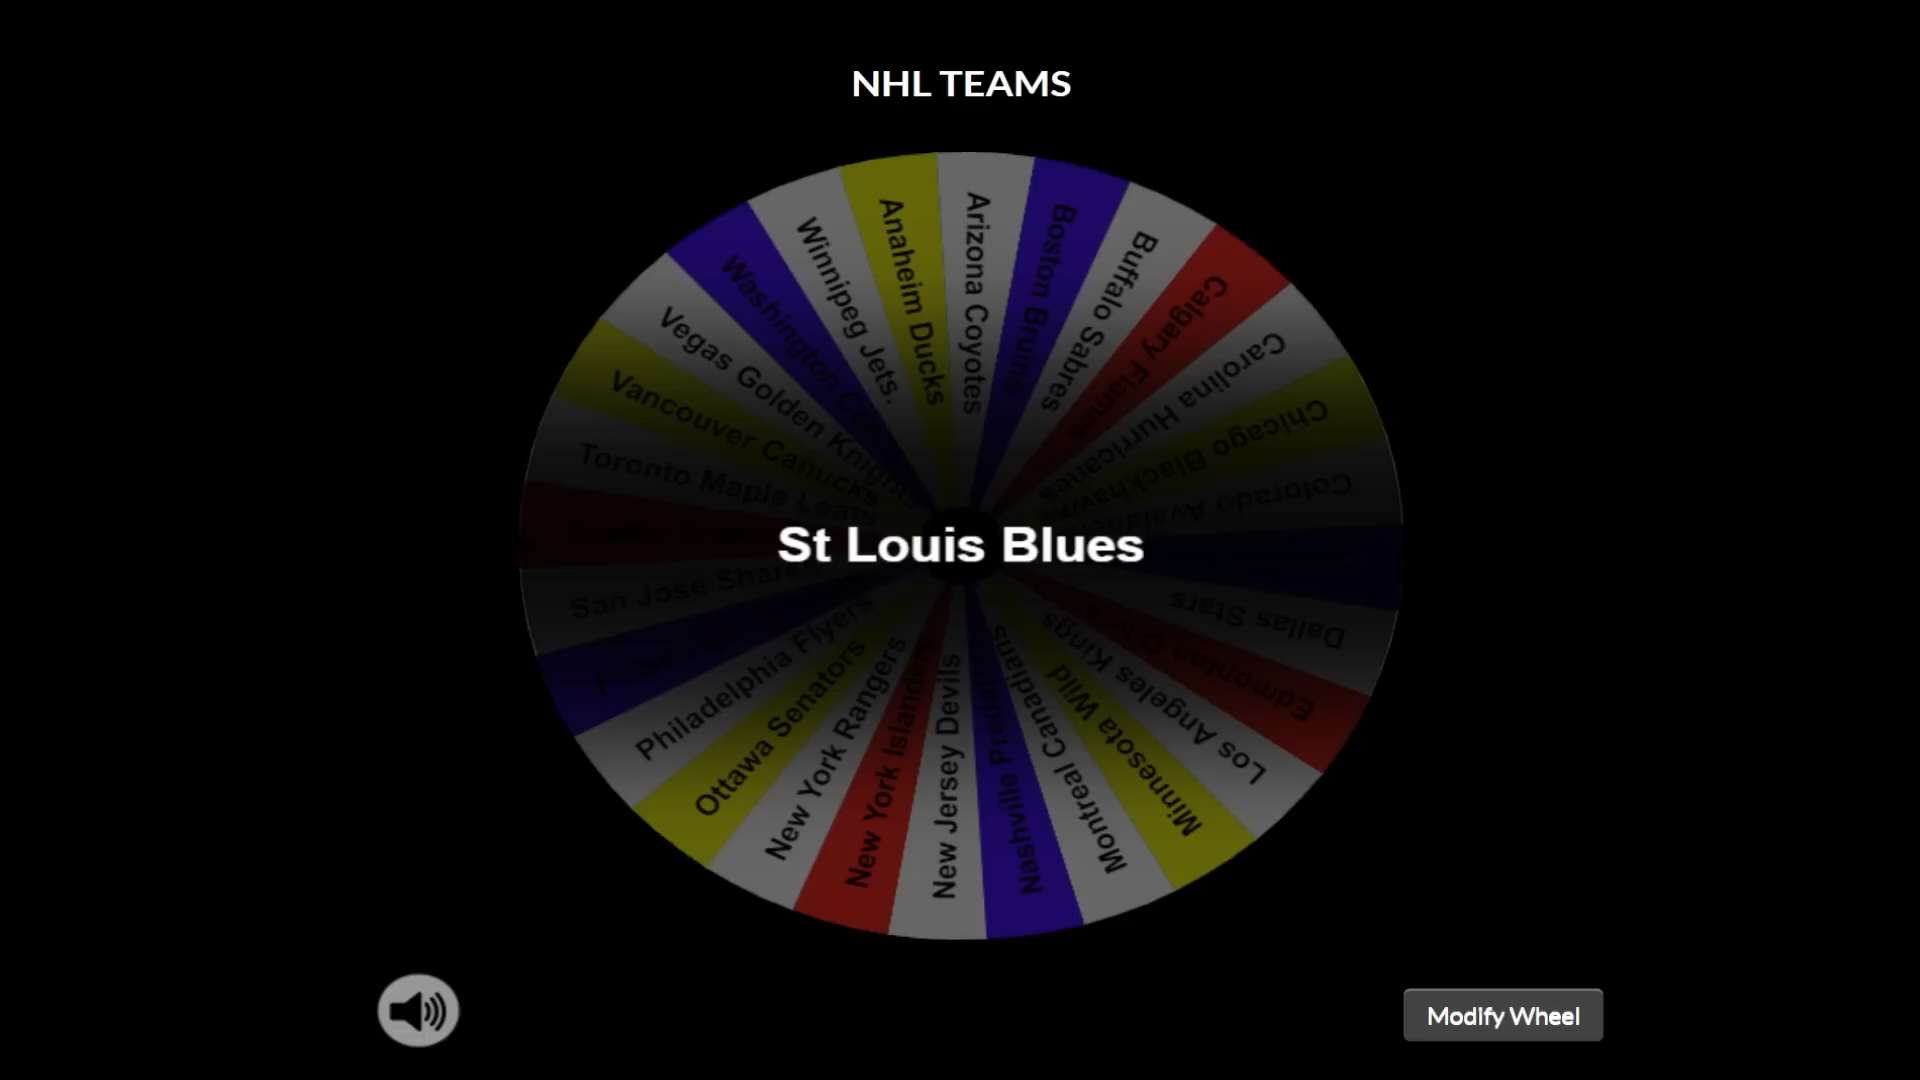 NHL TEAMS
Anaheim Ducks
Arizona Coyotes
Boston Bruins
Buffalo Sabres
Calgary Flames
Carolina Hurricanes
Chicago Blackhawks
Colorado Avalanche
Dallas Stars
Edmonton Oilers
Los Angeles Kings
Minnesota Wild
Montreal Canadians
Nashville Predators
New Jersey Devils
New York Islanders
New York Rangers
Ottawa Senators
Philadelphia Flyers
San Jose Sharks
Toronto Maple Leafs
Vancouver Canucks
Vegas Golden Knights
Washington
Winnipeg Jets.
St Louis Blues
Modify Wheel